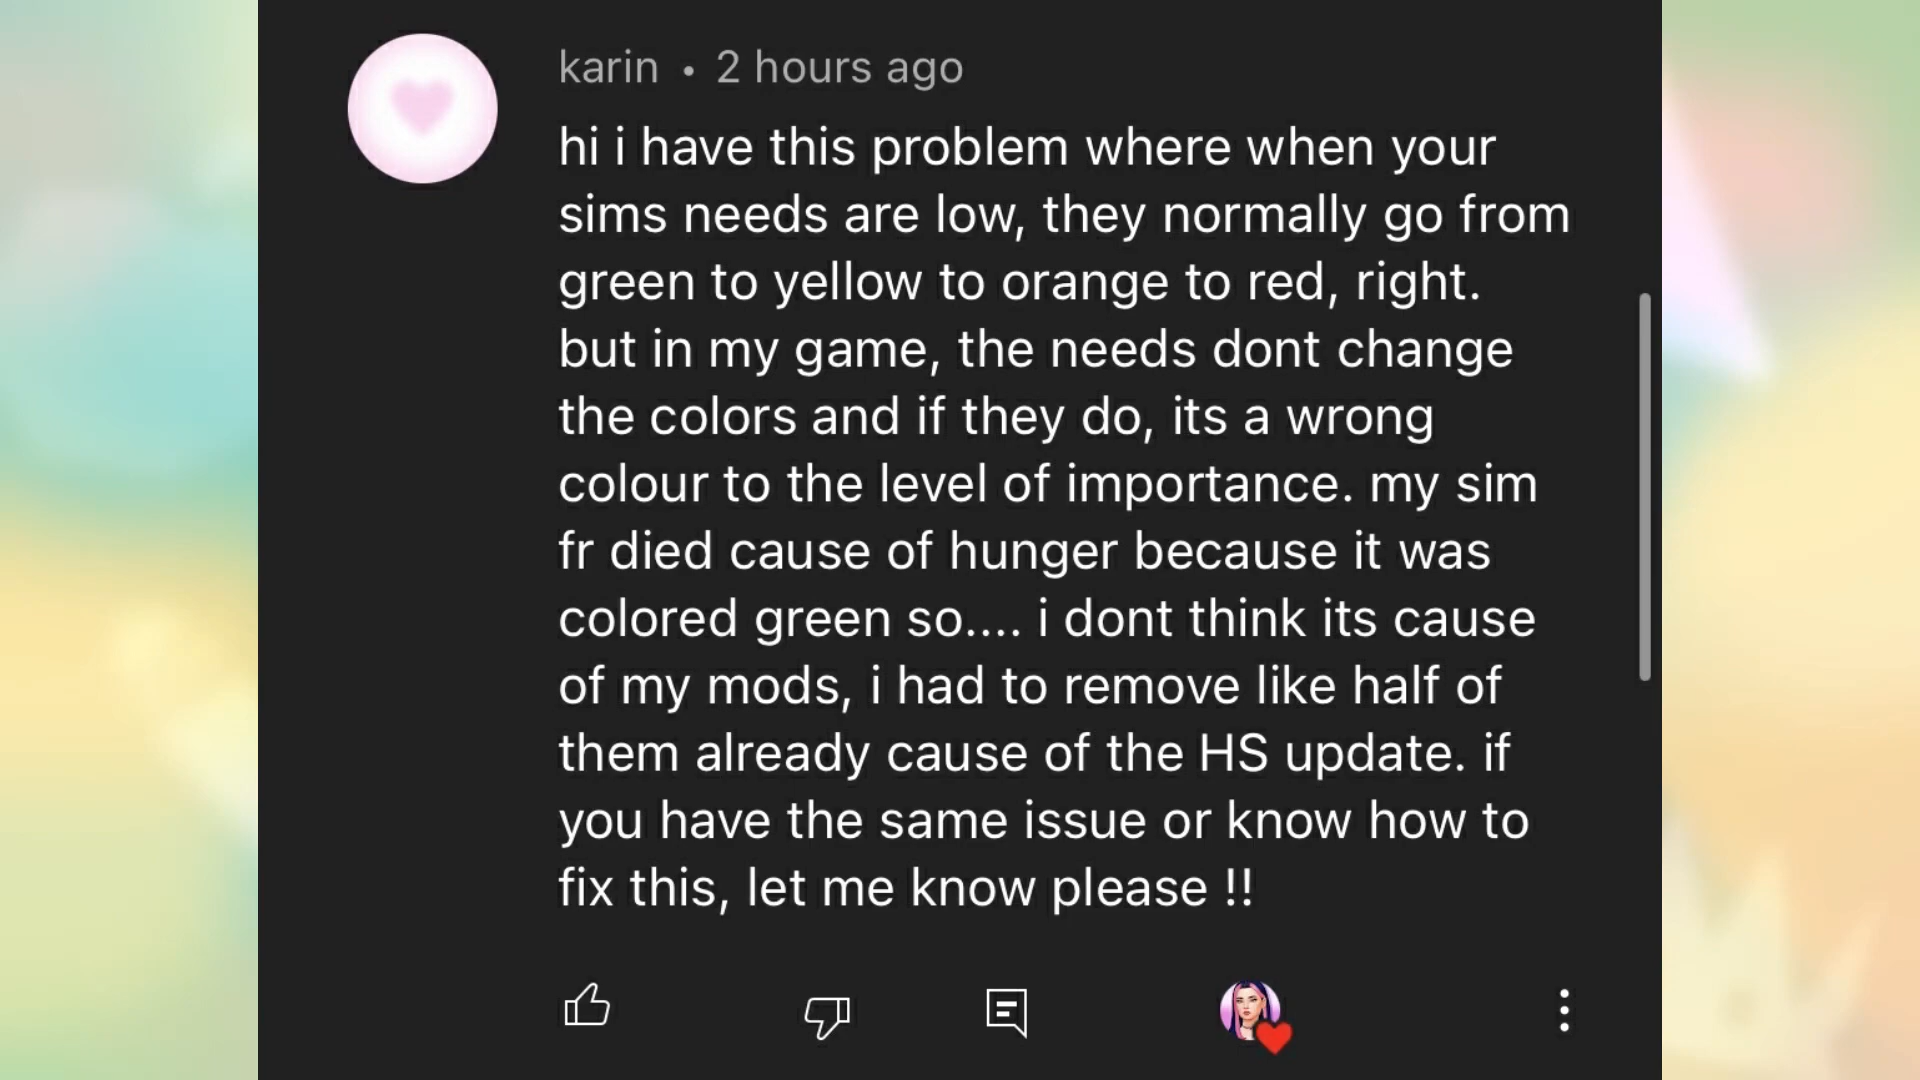 karin • 2 hours ago
hi i have this problem where when your
sims needs are low, they normally go from
green to yellow to orange to red, right.
but in my game, the needs dont change
the colors and if they do, its a wrong
colour to the level of importance. my sim
fr died cause of hunger because it was
colored green so.... i dont think its cause
of my mods, i had to remove like half of
them already cause of the HS update. if
you have the same issue or know how to
fix this, let me know please !!